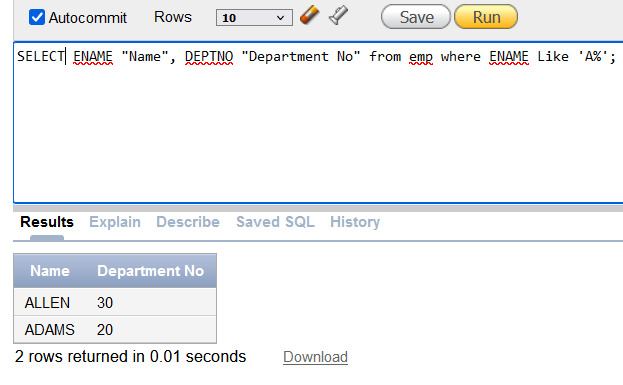 Autocommit Rows 10 Save Run
SELECT ENAME "Name", DEPTNO "Department No" from emp where ENAME Like 'A%';
Results Explain Describe Saved SQL History
Name Department No
ALLEN 30
ADAMS 20
2 rows returned in 0.01 seconds Download